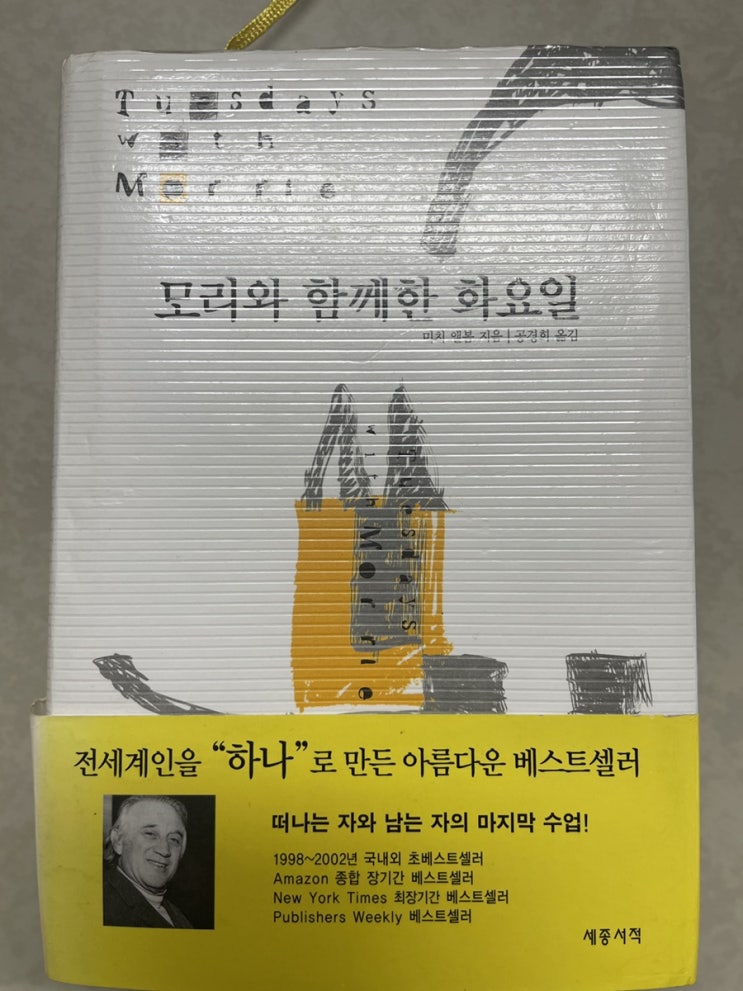 Tuesdays
with
Morrie
모리와 함께한 화요일
미치 앨봄 지음 | 공경희 옮김
Tuesdays
with Morrie
전세계인을 “하나”로 만든 아름다운 베스트셀러
떠나는 자와 남는 자의 마지막 수업!
1998~2002년 국내외 초베스트셀러
Amazon 종합 장기간 베스트셀러
New York Times 최장기간 베스트셀러
Publishers Weekly 베스트셀러
세종서적